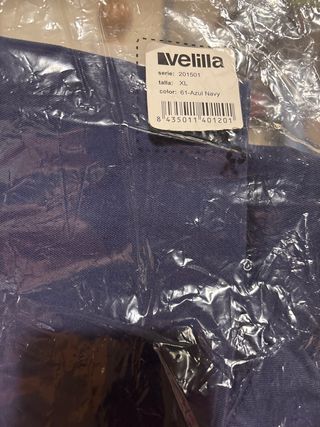 velilla
serie: 201501
talla: XL
color: 61-Azul Navy
8 435011 401201